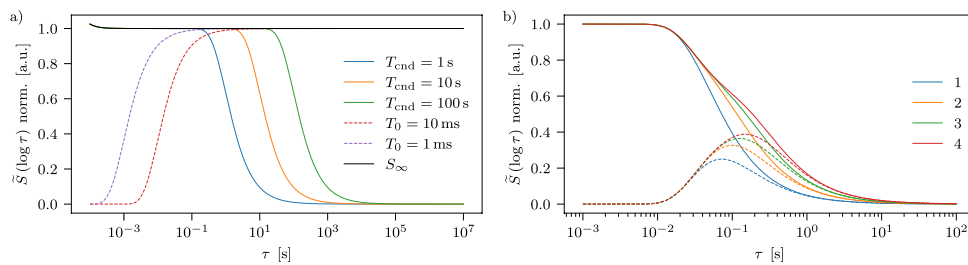 a)
S̃ (log τ) norm. [a.u.]
1.0
0.8
0.6
0.4
0.2
0.0
T_cnd = 1 s
T_cnd = 10 s
T_cnd = 100 s
T_0 = 10 ms
T_0 = 1 ms
S_∞
10^−3 10^−1 10^1 10^3 10^5 10^7
τ [s]
b)
S̃ (log τ) norm. [a.u.]
1.0
0.8
0.6
0.4
0.2
0.0
1
2
3
4
10^−3 10^−2 10^−1 10^0 10^1 10^2
τ [s]